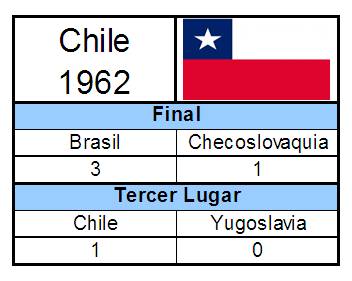 Chile
1962
Final
Brasil Checoslovaquia
3 1
Tercer Lugar
Chile Yugoslavia
1 0